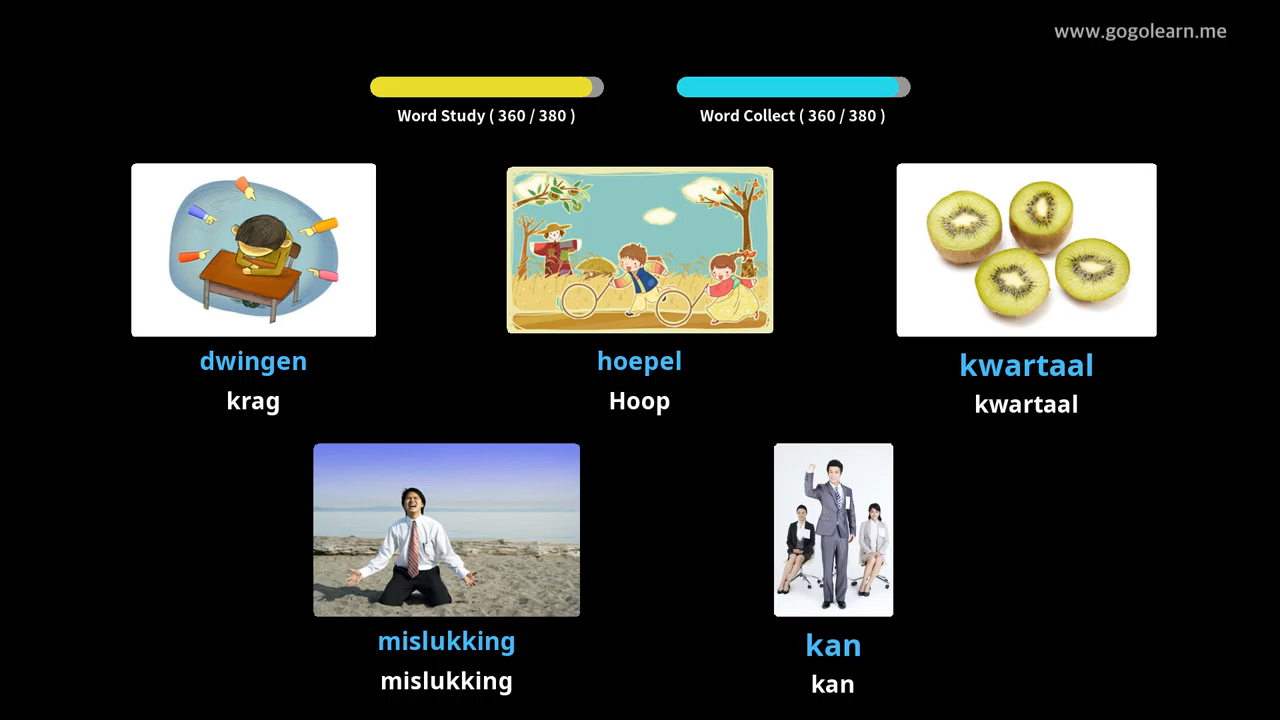 www.gogolearn.me
Word Study ( 360 / 380 )
Word Collect ( 360 / 380 )
dwingen
krag
hoepel
Hoop
kwartaal
kwartaal
mislukking
mislukking
kan
kan